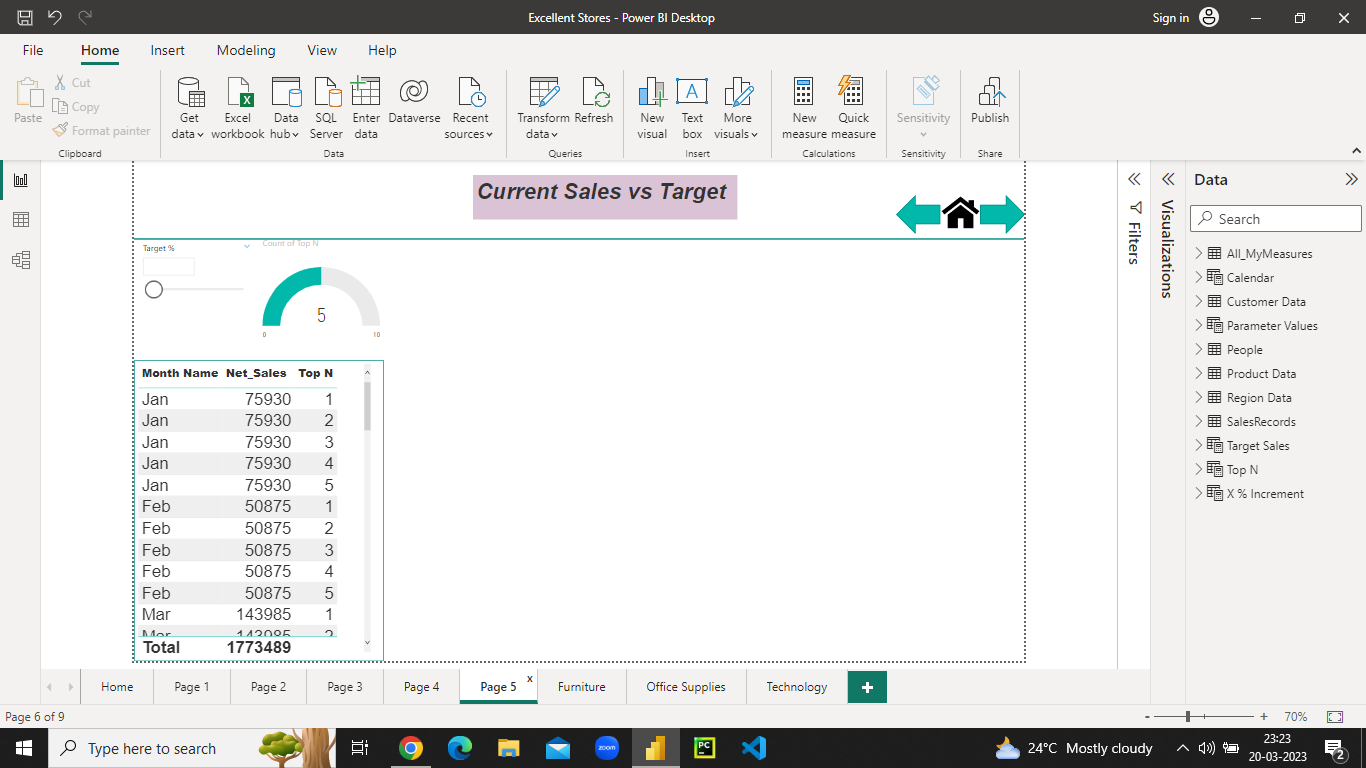 Excellent Stores - Power BI Desktop
Sign in
File Home Insert Modeling View Help
Paste
Cut
Copy
Format painter
Get data
Excel workbook
Data hub
SQL Server
Enter data
Dataverse
Recent sources
Transform data
Refresh
New visual
Text box
More visuals
New measure
Quick measure
Sensitivity
Publish
Clipboard
Data
Queries
Insert
Calculations
Sensitivity
Share
Current Sales vs Target
Target %
Count of Top N
5
0
10
Month Name Net_Sales Top N
Jan 75930 1
Jan 75930 2
Jan 75930 3
Jan 75930 4
Jan 75930 5
Feb 50875 1
Feb 50875 2
Feb 50875 3
Feb 50875 4
Feb 50875 5
Mar 143985 1
Mar 143985 2
Total 1773489
Filters
Visualizations
Data
Search
All_MyMeasures
Calendar
Customer Data
Parameter Values
People
Product Data
Region Data
SalesRecords
Target Sales
Top N
X % Increment
Home Page 1 Page 2 Page 3 Page 4 Page 5 x Furniture Office Supplies Technology +
Page 6 of 9
- + 70%
Type here to search
zoom
PC
24°C Mostly cloudy
23:23
20-03-2023
2